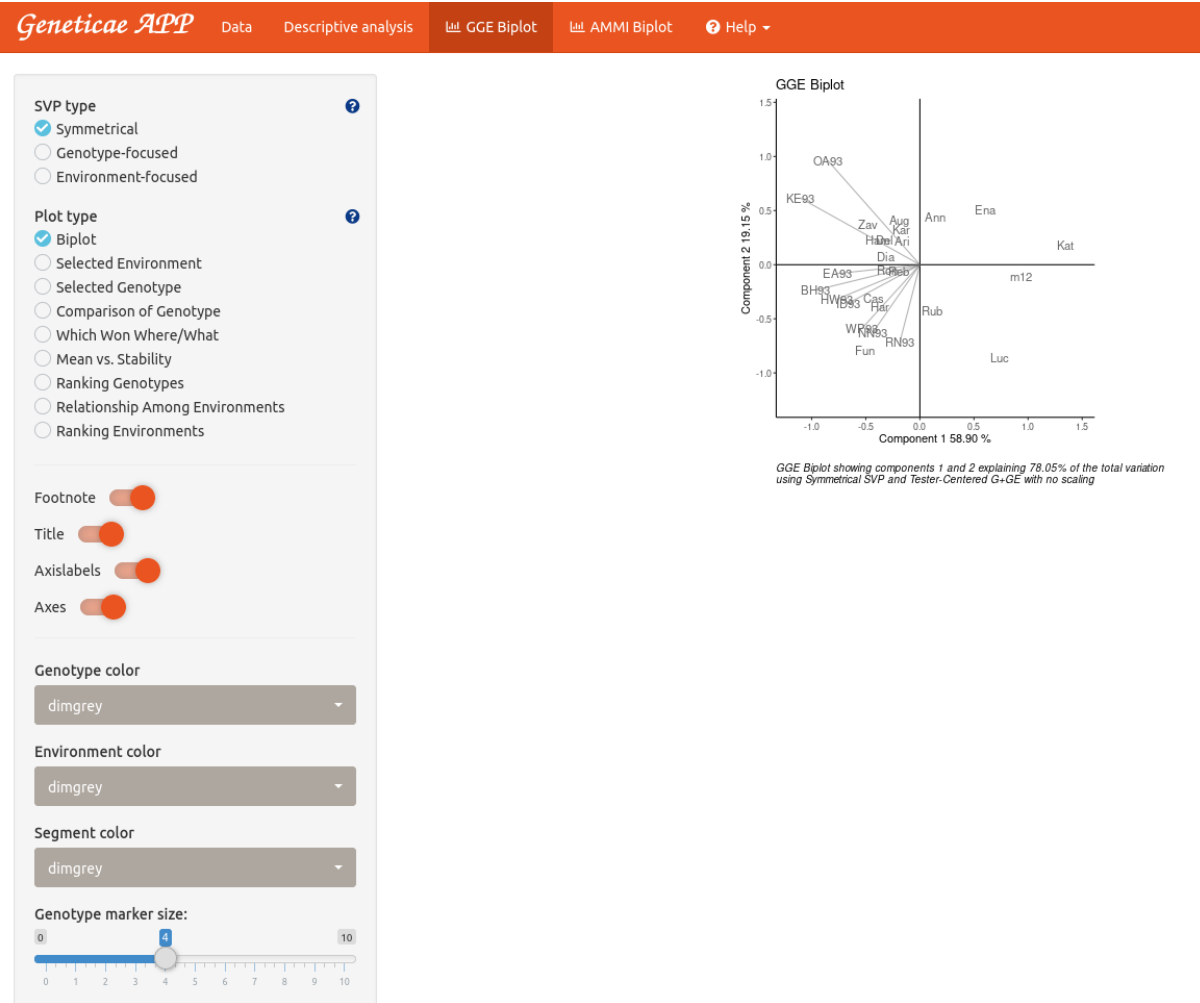 Geneticae APP
Data
Descriptive analysis
GGE Biplot
AMMI Biplot
Help
SVP type
Symmetrical
Genotype-focused
Environment-focused
Plot type
Biplot
Selected Environment
Selected Genotype
Comparison of Genotype
Which Won Where/What
Mean vs. Stability
Ranking Genotypes
Relationship Among Environments
Ranking Environments
Footnote
Title
Axislabels
Axes
Genotype color
dimgrey
Environment color
dimgrey
Segment color
dimgrey
Genotype marker size:
0 4 10
0 1 2 3 4 5 6 7 8 9 10
GGE Biplot
1.5
1.0
0.5
0.0
-0.5
-1.0
Component 2 19.15 %
OA93
KE93
Zav
Aug
Kar
Ann
Ena
Ari
Kat
Dia
EA93
m12
BH93
HW93
ID93
Cas
Har
Rub
NN93
RN93
Fun
Luc
-1.0 -0.5 0.0 0.5 1.0 1.5
Component 1 58.90 %
GGE Biplot showing components 1 and 2 explaining 78.05% of the total variation
using Symmetrical SVP and Tester-Centered G+GE with no scaling